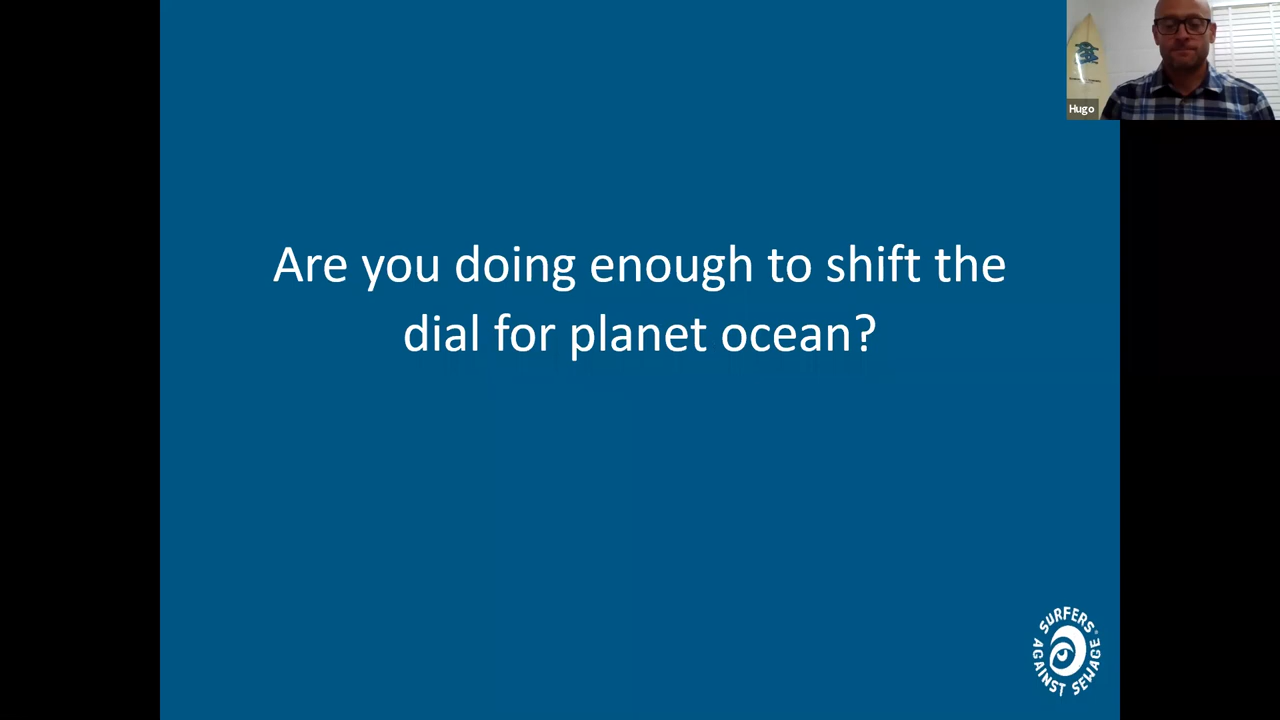 Hugo
Are you doing enough to shift the
dial for planet ocean?
SURFERS
AGAINST SEWAGE